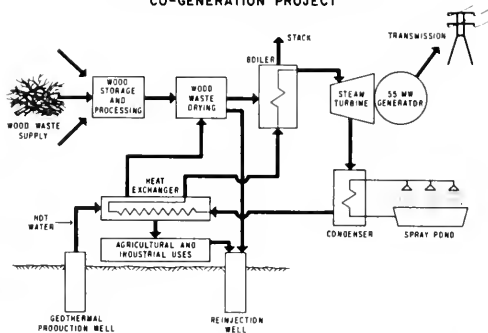 CO-GENERATION PROJECT
STACK
TRANSMISSION
BOILER
WOOD
STORAGE
AND
PROCESSING
WOOD
WASTE
DRYING
STEAM
TURBINE
55 MW
GENERATOR
WOOD WASTE
SUPPLY
HEAT
EXCHANGER
HOT
WATER
AGRICULTURAL AND
INDUSTRIAL USES
CONDENSER
SPRAY POND
GEOTHERMAL
PRODUCTION WELL
REINJECTION
WELL